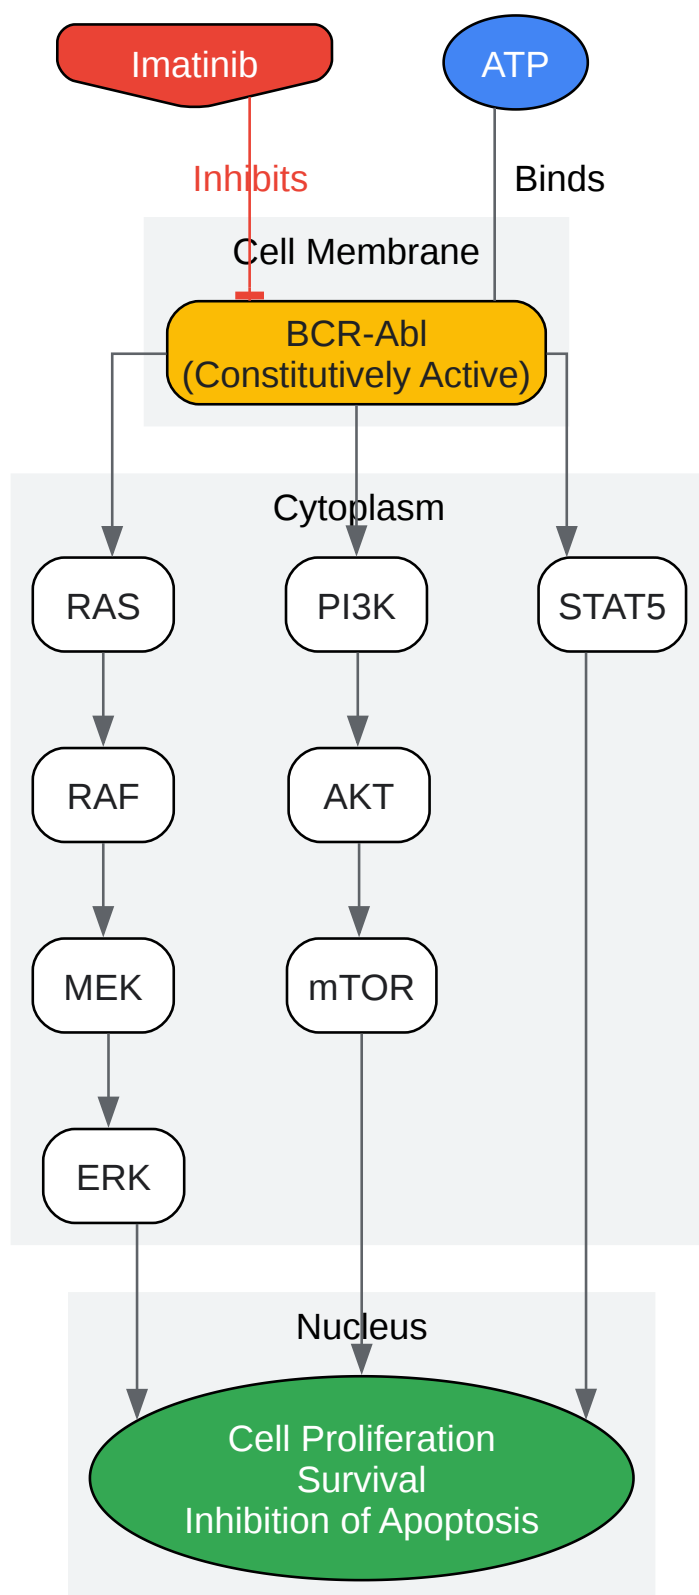 Imatinib
ATP
Inhibits
Binds
Cell Membrane
BCR-Abl
(Constitutively Active)
Cytoplasm
RAS
PI3K
STAT5
RAF
AKT
MEK
mTOR
ERK
Nucleus
Cell Proliferation
Survival
Inhibition of Apoptosis